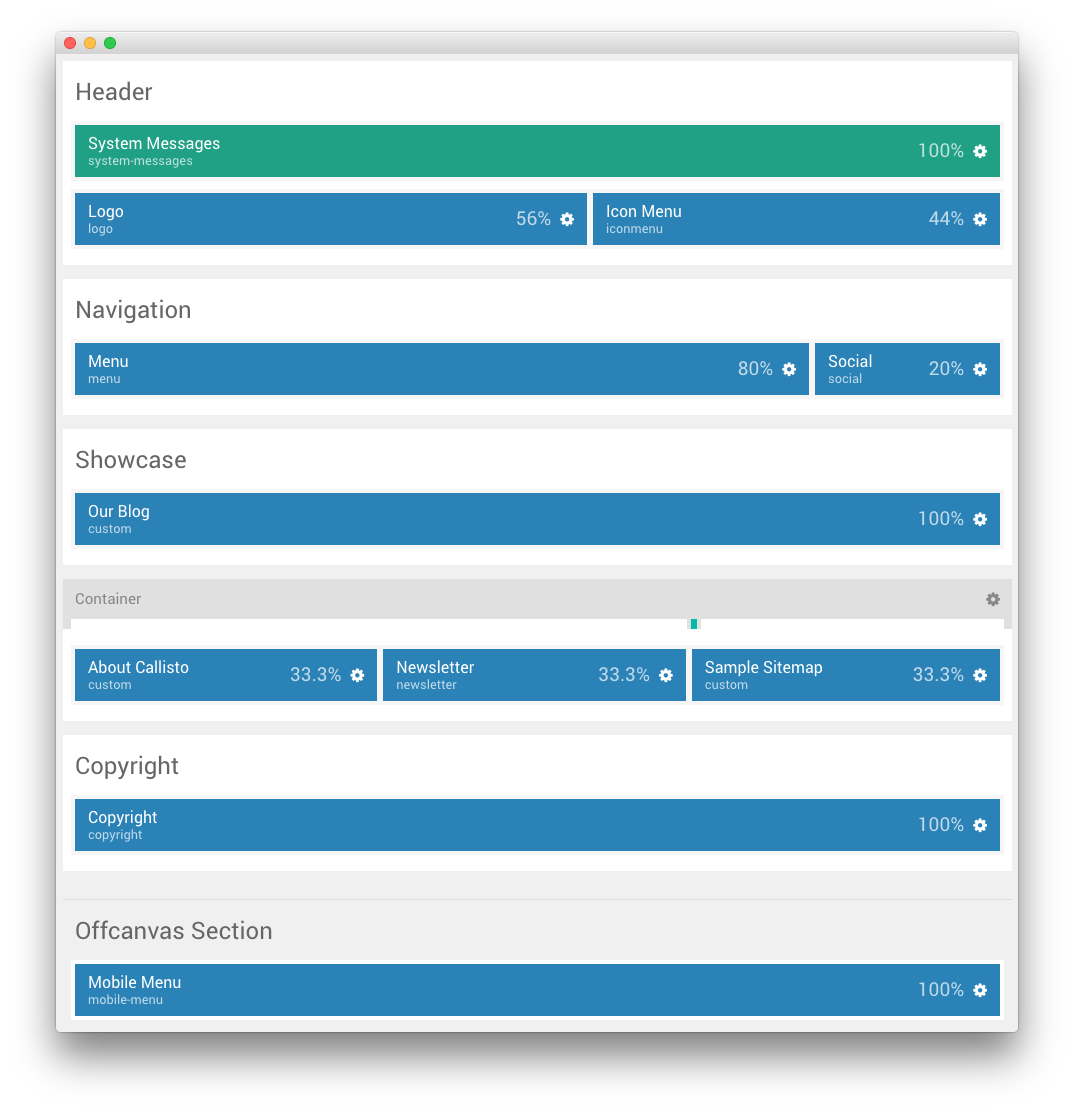 Header
System Messages
system-messages
100%
Logo
logo
56%
Icon Menu
iconmenu
44%
Navigation
Menu
menu
80%
Social
social
20%
Showcase
Our Blog
custom
100%
Container
About Callisto
custom
33.3%
Newsletter
newsletter
33.3%
Sample Sitemap
custom
33.3%
Copyright
Copyright
copyright
100%
Offcanvas Section
Mobile Menu
mobile-menu
100%